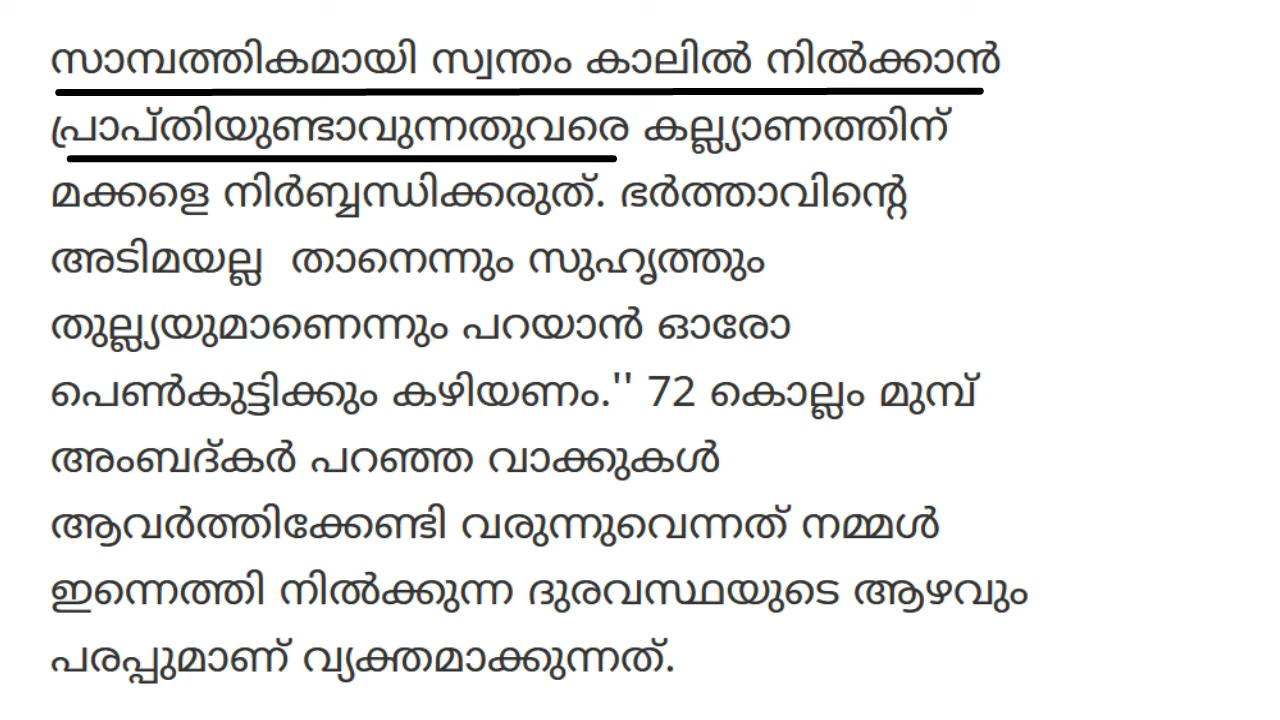 സാമ്പത്തികമായി സ്വന്തം കാലിൽ നിൽക്കാൻ
പ്രാപ്തിയുണ്ടാവുന്നതുവരെ കല്ല്യാണത്തിന്
മക്കളെ നിർബ്ബന്ധിക്കരുത്. ഭർത്താവിന്റെ
അടിമയല്ല  താനെന്നും സുഹൃത്തും
തുല്ല്യയുമാണെന്നും പറയാൻ ഓരോ
പെൺകുട്ടിക്കും കഴിയണം.'' 72 കൊല്ലം മുമ്പ്
അംബദ്കർ പറഞ്ഞ വാക്കുകൾ
ആവർത്തിക്കേണ്ടി വരുന്നുവെന്നത് നമ്മൾ
ഇന്നെത്തി നിൽക്കുന്ന ദുരവസ്ഥയുടെ ആഴവും
പരപ്പുമാണ് വ്യക്തമാക്കുന്നത്.